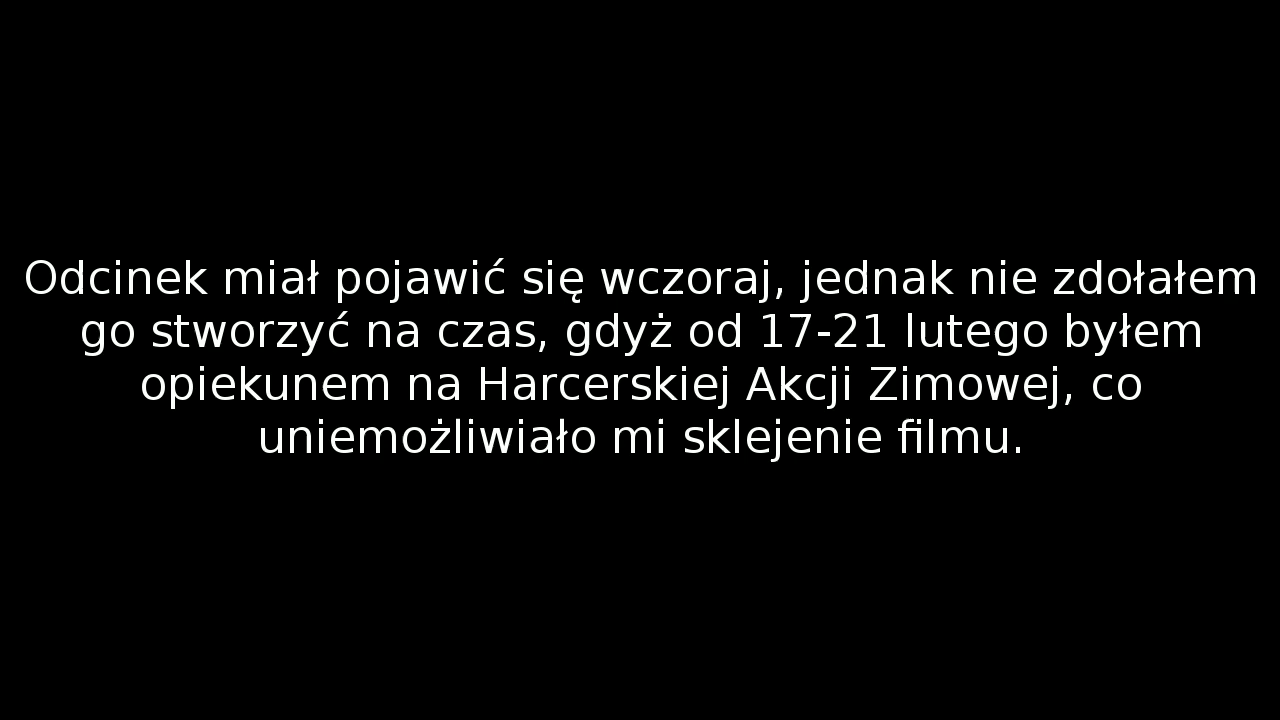 Odcinek miał pojawić się wczoraj, jednak nie zdołałem
go stworzyć na czas, gdyż od 17-21 lutego byłem
opiekunem na Harcerskiej Akcji Zimowej, co
uniemożliwiało mi sklejenie filmu.